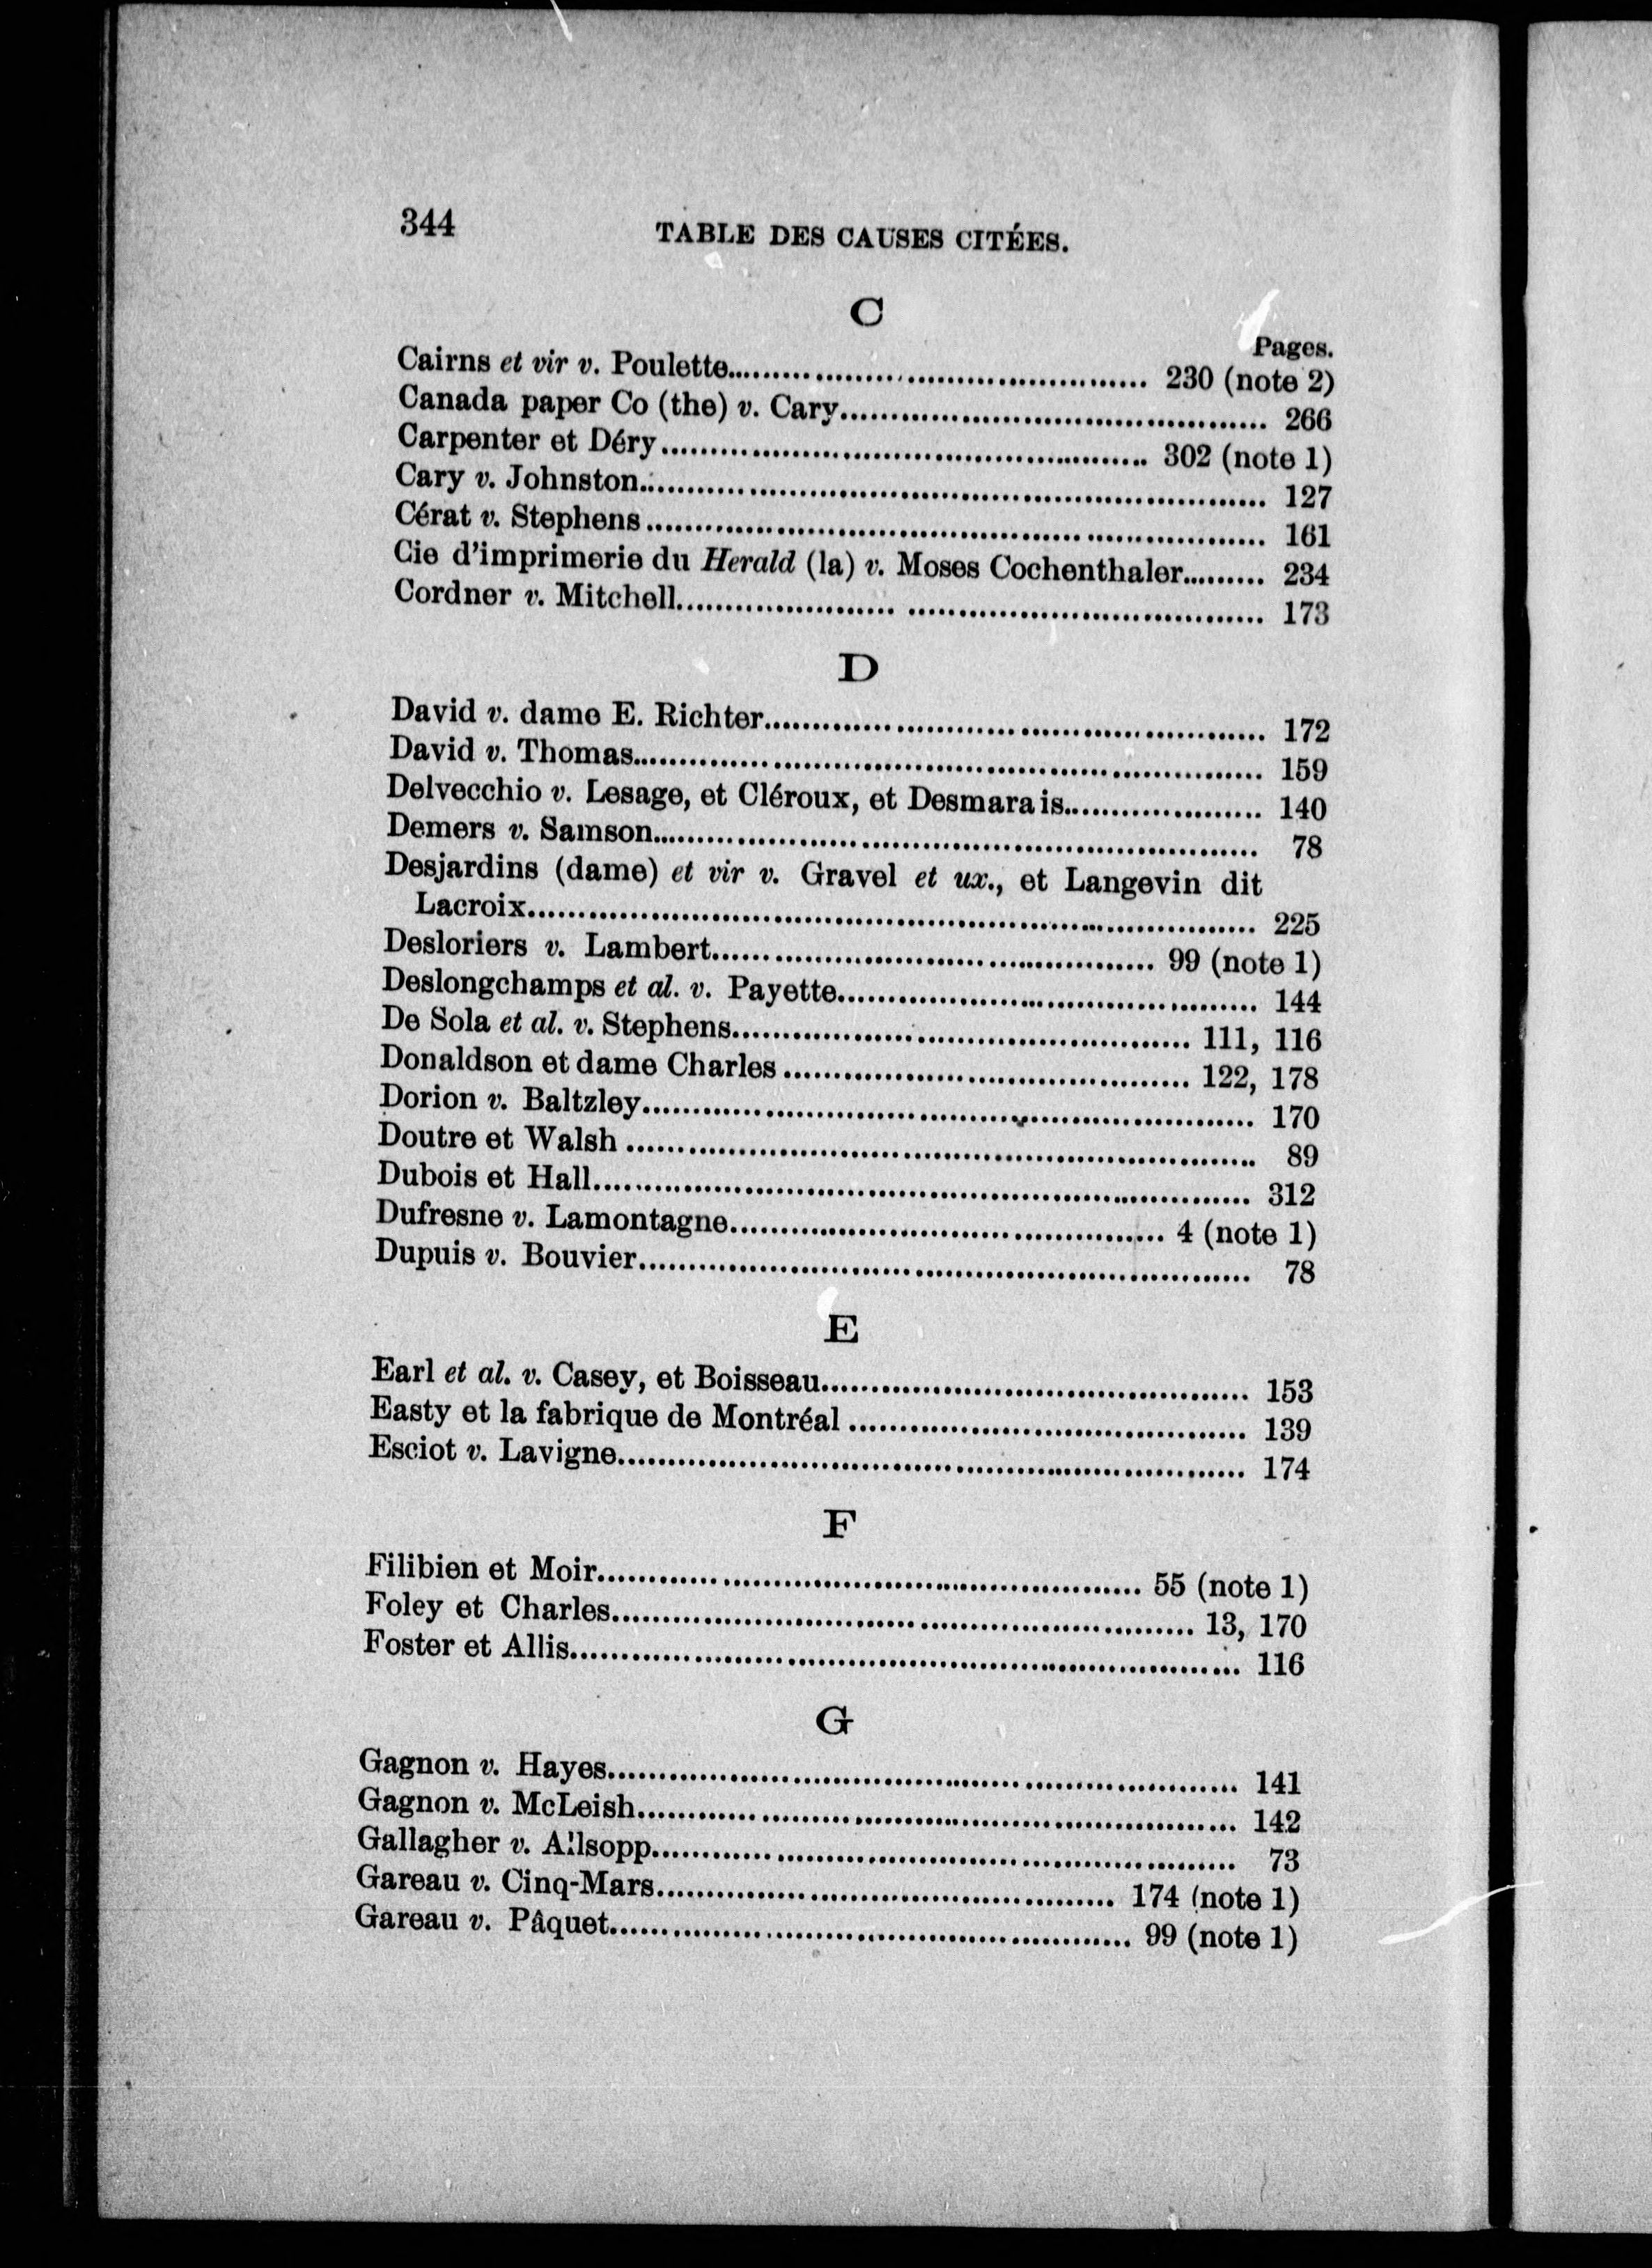 344 TABLE DES CAUSES CITÉES.
C
Pages.
Cairns et vir v. Poulette.......... 230 (note 2)
Canada paper Co (the) v. Cary.......... 266
Carpenter et Déry.......... 302 (note 1)
Cary v. Johnston.......... 127
Cérat v. Stephens.......... 161
Cie d'imprimerie du Herald (la) v. Moses Cochenthaler.......... 234
Cordner v. Mitchell.......... 173
D
David v. dame E. Richter.......... 172
David v. Thomas.......... 159
Delvecchio v. Lesage, et Cléroux, et Desmarais.......... 140
Demers v. Samson.......... 78
Desjardins (dame) et vir v. Gravel et ux., et Langevin dit
Lacroix.......... 225
Desloriers v. Lambert.......... 99 (note 1)
Deslongchamps et al. v. Payette.......... 144
De Sola et al. v. Stephens.......... 111, 116
Donaldson et dame Charles.......... 122, 178
Dorion v. Baltzley.......... 170
Doutre et Walsh.......... 89
Dubois et Hall.......... 312
Dufresne v. Lamontagne.......... 4 (note 1)
Dupuis v. Bouvier.......... 78
E
Earl et al. v. Casey, et Boisseau.......... 153
Easty et la fabrique de Montréal.......... 139
Esciot v. Lavigne.......... 174
F
Filibien et Moir.......... 55 (note 1)
Foley et Charles.......... 13, 170
Foster et Allis.......... 116
G
Gagnon v. Hayes.......... 141
Gagnon v. McLeish.......... 142
Gallagher v. Allsopp.......... 73
Gareau v. Cinq-Mars.......... 174 (note 1)
Gareau v. Pâquet.......... 99 (note 1)